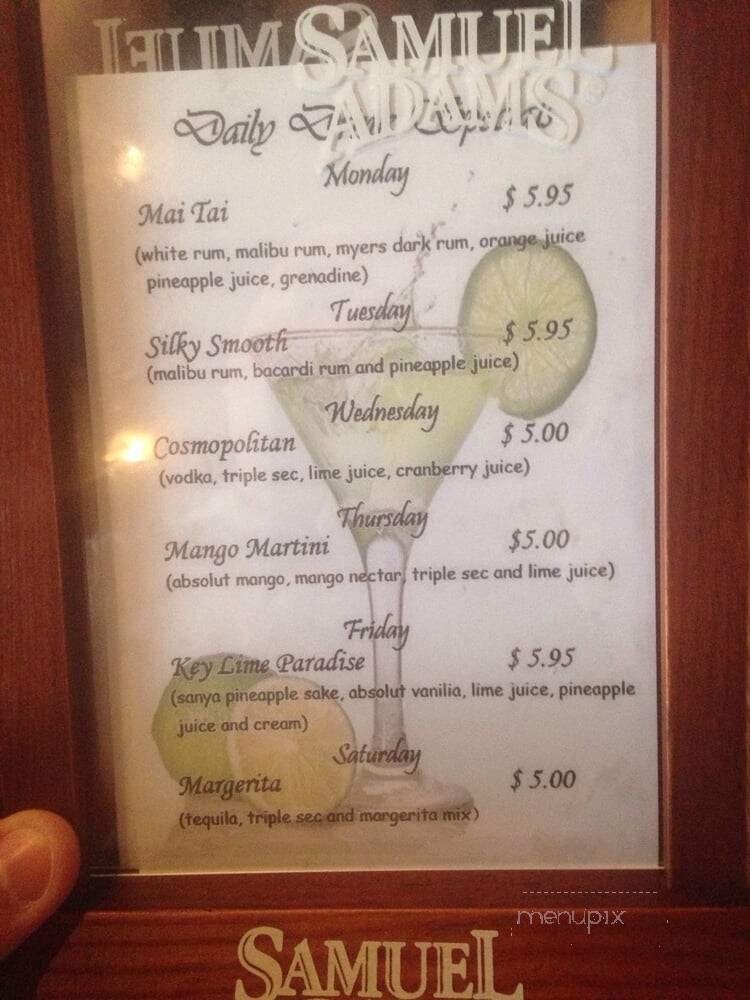 SAMUEL
SAMUEL
ADAMS
Daily Drink Specials
Monday
Mai Tai $ 5.95
(white rum, malibu rum, myers dark rum, orange juice
pineapple juice, grenadine)
Tuesday
Silky Smooth $ 5.95
(malibu rum, bacardi rum and pineapple juice)
Wednesday
Cosmopolitan $ 5.00
(vodka, triple sec, lime juice, cranberry juice)
Thursday
Mango Martini $5.00
(absolut mango, mango nectar, triple sec and lime juice)
Friday
Key Lime Paradise $ 5.95
(sanya pineapple sake, absolut vanilia, lime juice, pineapple
juice and cream)
Saturday
Margerita $ 5.00
(tequila, triple sec and margerita mix)
menupix
SAMUEL